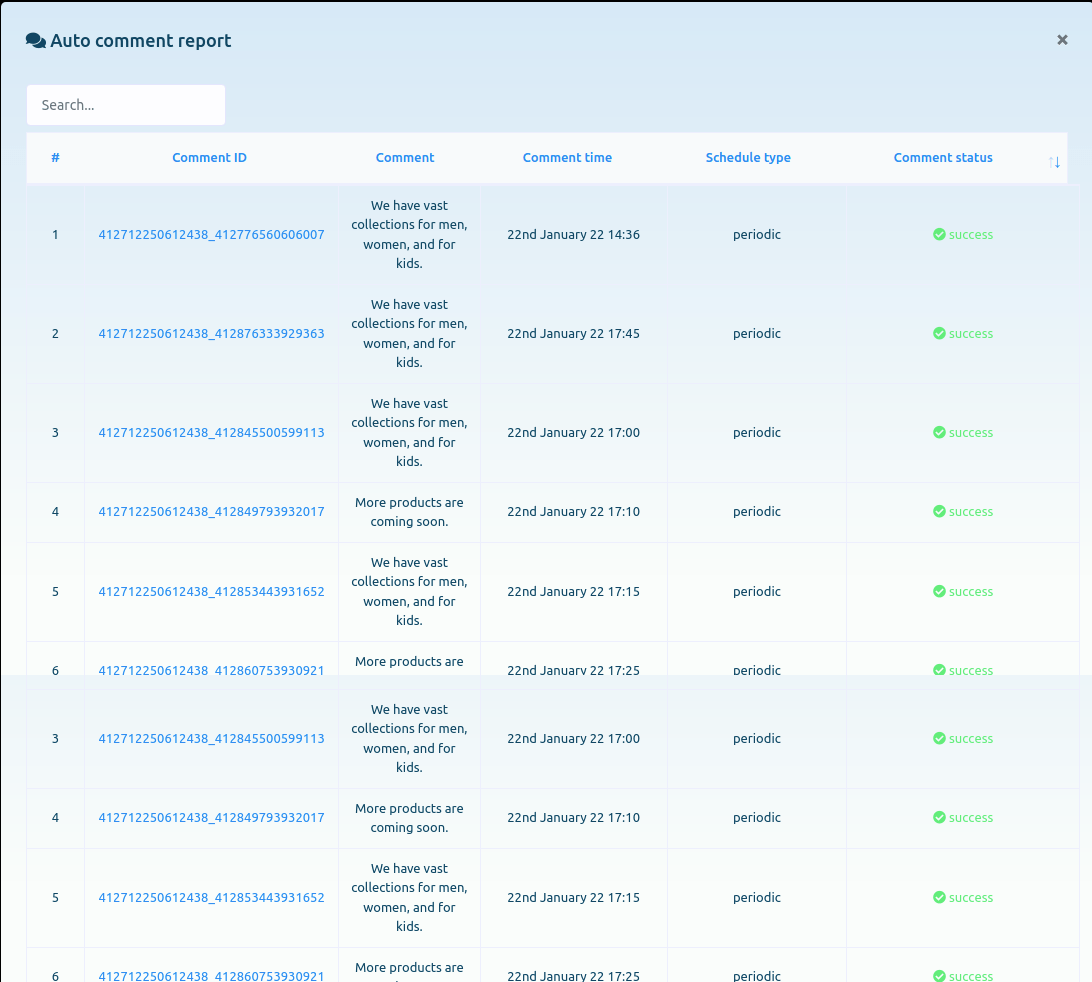 Auto comment report
×
Search...
# Comment ID Comment Comment time Schedule type Comment status
We have vast
collections for men,
1 412712250612438_412776560606007 women, and for 22nd January 22 14:36 periodic success
kids.
We have vast
collections for men,
2 412712250612438_412876333929363 women, and for 22nd January 22 17:45 periodic success
kids.
We have vast
collections for men,
3 412712250612438_412845500599113 women, and for 22nd January 22 17:00 periodic success
kids.
More products are
4 412712250612438_412849793932017 coming soon. 22nd January 22 17:10 periodic success
We have vast
collections for men,
5 412712250612438_412853443931652 women, and for 22nd January 22 17:15 periodic success
kids.
More products are
6 412712250612438_412860753930921 22nd January 22 17:25 periodic success
We have vast
collections for men,
3 412712250612438_412845500599113 women, and for 22nd January 22 17:00 periodic success
kids.
More products are
4 412712250612438_412849793932017 coming soon. 22nd January 22 17:10 periodic success
We have vast
collections for men,
5 412712250612438_412853443931652 women, and for 22nd January 22 17:15 periodic success
kids.
More products are
6 412712250612438_412860753930921 22nd January 22 17:25 periodic success